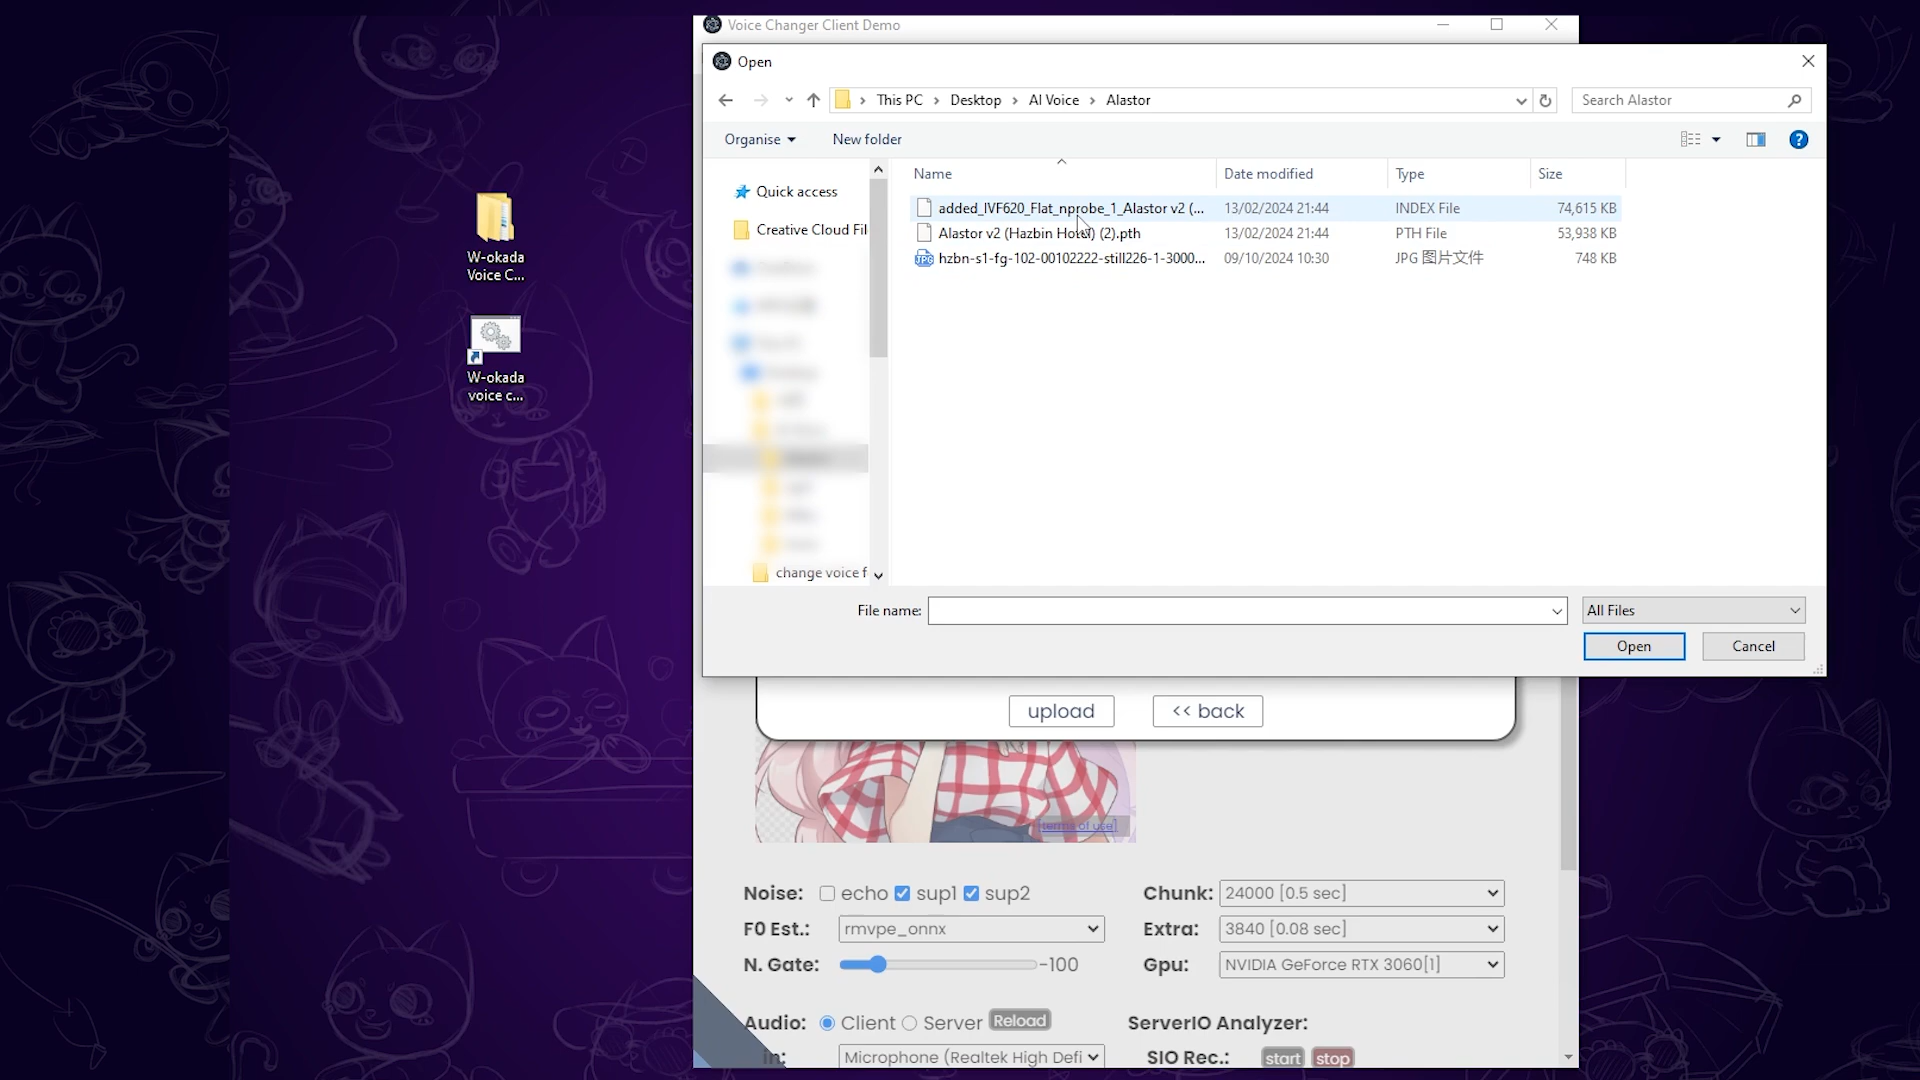 Voice Changer Client Demo
Open
This PC > Desktop > AI Voice > Alastor
Search Alastor
Organise
New folder
Name
Date modified
Type
Size
Quick access
Creative Cloud Fil
added_IVF620_Flat_nprobe_1_Alastor v2 (...
13/02/2024 21:44
INDEX File
74,615 KB
Alastor v2 (Hazbin Hotel) (2).pth
13/02/2024 21:44
PTH File
53,938 KB
JPG
hzbn-s1-fg-102-00102222-still226-1-3000...
09/10/2024 10:30
JPG 图片文件
748 KB
change voice f
File name:
All Files
Open
Cancel
W-okada
Voice C...
W-okada
voice c...
upload
<< back
[terms of use]
Noise: echo sup1 sup2
Chunk: 24000 [0.5 sec]
F0 Est.: rmvpe_onnx
Extra: 3840 [0.08 sec]
N. Gate: -100
Gpu: NVIDIA GeForce RTX 3060[1]
Audio: Client Server Reload
ServerIO Analyzer:
in: Microphone (Realtek High Defi
SIO Rec.: start stop